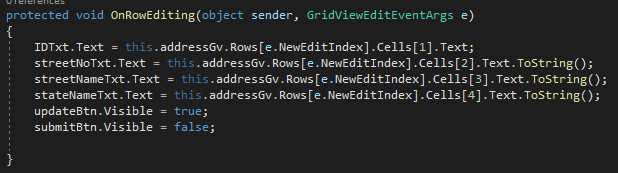 0 references
protected void OnRowEditing(object sender, GridViewEditEventArgs e)
{
IDTxt.Text = this.addressGv.Rows[e.NewEditIndex].Cells[1].Text;
streetNoTxt.Text = this.addressGv.Rows[e.NewEditIndex].Cells[2].Text.ToString();
streetNameTxt.Text = this.addressGv.Rows[e.NewEditIndex].Cells[3].Text.ToString();
stateNameTxt.Text = this.addressGv.Rows[e.NewEditIndex].Cells[4].Text.ToString();
updateBtn.Visible = true;
submitBtn.Visible = false;
}